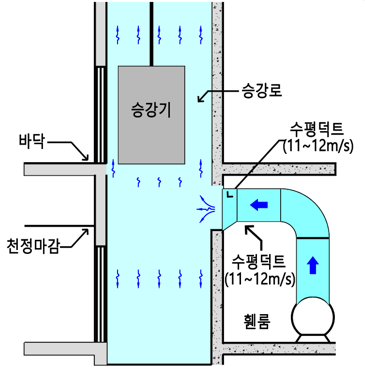 승강기
승강로
수평덕트
(11~12m/s)
바닥
천정마감
수평덕트
(11~12m/s)
휀룸